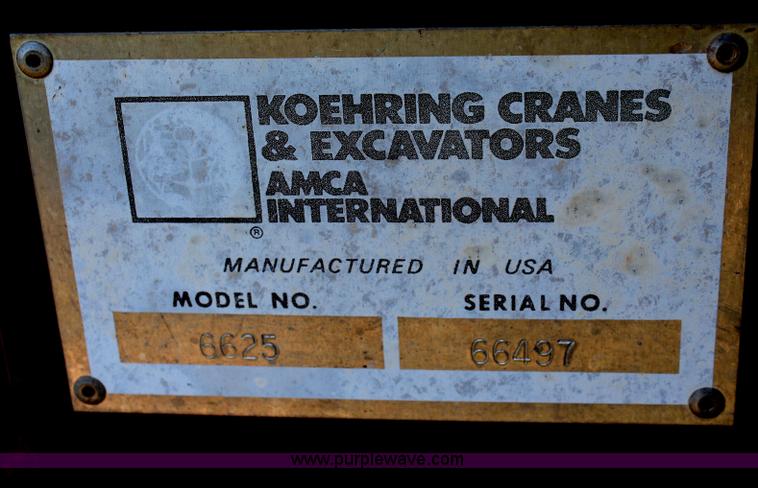 KOEHRING CRANES
& EXCAVATORS
AMCA
INTERNATIONAL
®
MANUFACTURED IN USA
MODEL NO. SERIAL NO.
6625 66497
www.purplewave.com